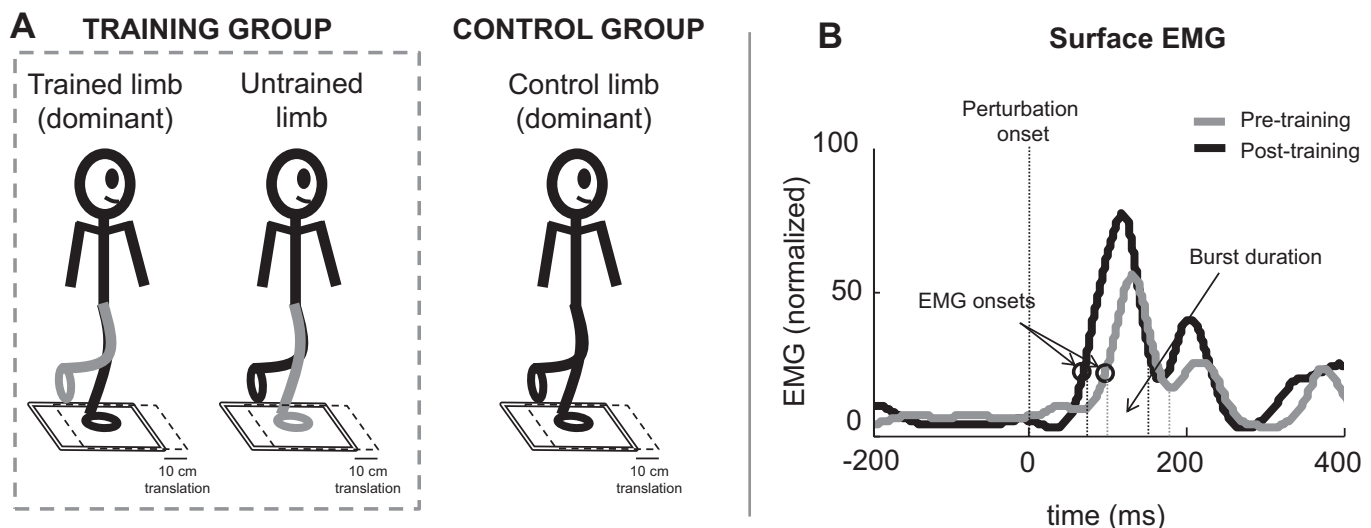 A
TRAINING GROUP
CONTROL GROUP
Trained limb
(dominant)
Untrained
limb
Control limb
(dominant)
10 cm
translation
10 cm
translation
10 cm
translation
B
Surface EMG
Perturbation
onset
Pre-training
Post-training
Burst duration
EMG onsets
EMG (normalized)
100
50
0
-200
0
200
400
time (ms)